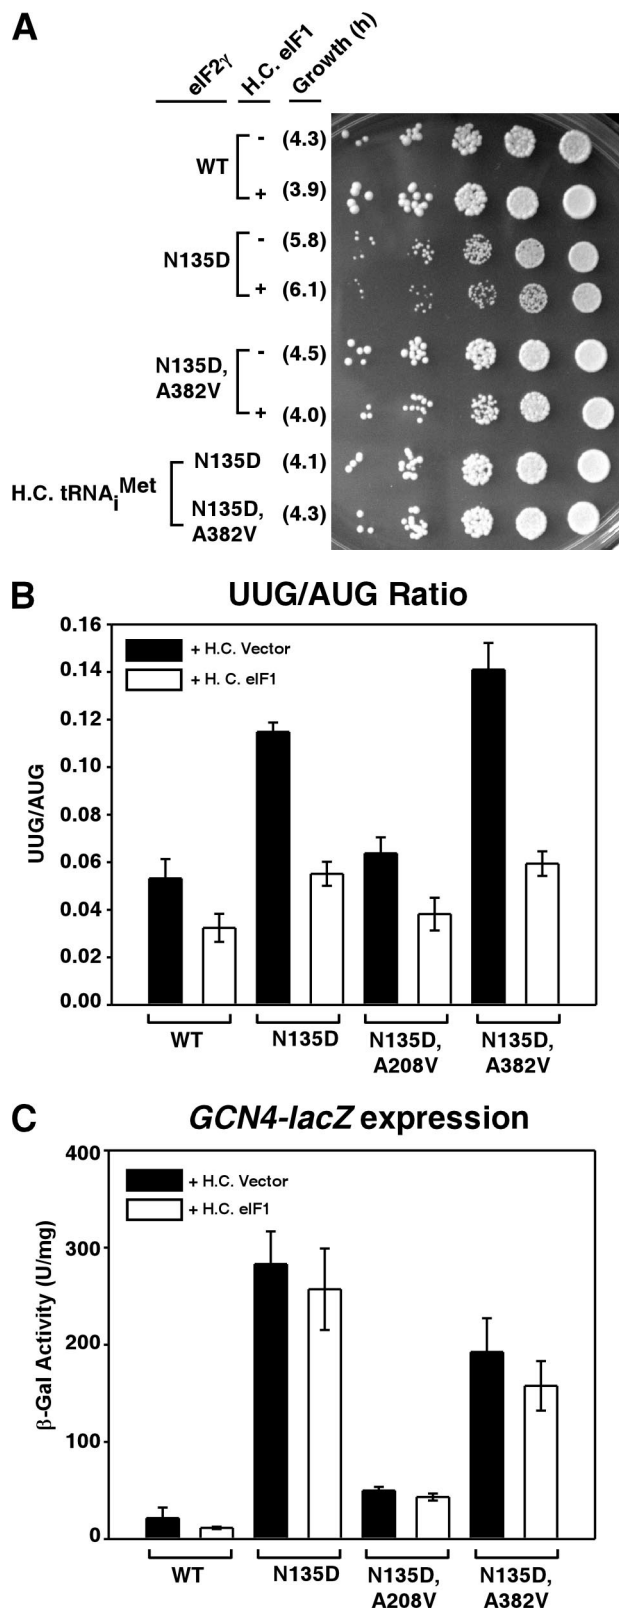 A
eIF2γ H.C. eIF1 Growth (h)
WT - (4.3)
+ (3.9)
N135D - (5.8)
+ (6.1)
N135D, A382V - (4.5)
+ (4.0)
H.C. tRNAiMet N135D (4.1)
N135D, A382V (4.3)
B UUG/AUG Ratio
UUG/AUG
0.16
0.14
0.12
0.10
0.08
0.06
0.04
0.02
0.00
+ H.C. Vector
+ H. C. eIF1
WT N135D N135D, N135D,
A208V A382V
C GCN4-lacZ expression
β-Gal Activity (U/mg)
400
300
200
100
0
+ H.C. Vector
+ H.C. eIF1
WT N135D N135D, N135D,
A208V A382V